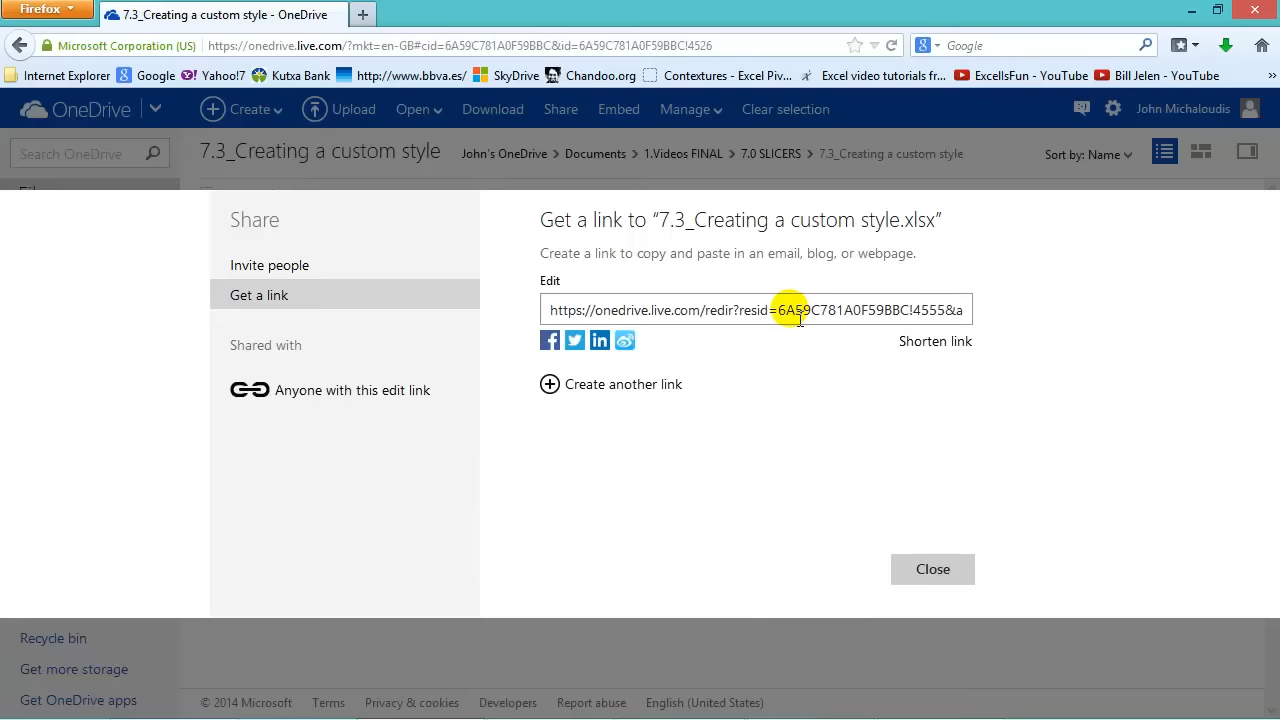 Firefox
7.3_Creating a custom style - OneDrive
Microsoft Corporation (US)
https://onedrive.live.com/?mkt=en-GB#cid=6A59C781A0F59BBC&id=6A59C781A0F59BBC!4526
Google
Internet Explorer Google Yahoo!7 Kutxa Bank http://www.bbva.es/ SkyDrive Chandoo.org Contextures - Excel Piv... Excel video tutorials fr... ExcelIsFun - YouTube Bill Jelen - YouTube »
OneDrive Create Upload Open Download Share Embed Manage Clear selection John Michaloudis
Search OneDrive
7.3_Creating a custom style
John's OneDrive > Documents > 1.Videos FINAL > 7.0 SLICERS > 7.3_Creating a custom style
Sort by: Name
Share
Invite people
Get a link
Shared with
Anyone with this edit link
Get a link to “7.3_Creating a custom style.xlsx”
Create a link to copy and paste in an email, blog, or webpage.
Edit
https://onedrive.live.com/redir?resid=6A59C781A0F59BBC!4555&a
Shorten link
Create another link
Close
Recycle bin
Get more storage
Get OneDrive apps
© 2014 Microsoft Terms Privacy & cookies Developers Report abuse English (United States)